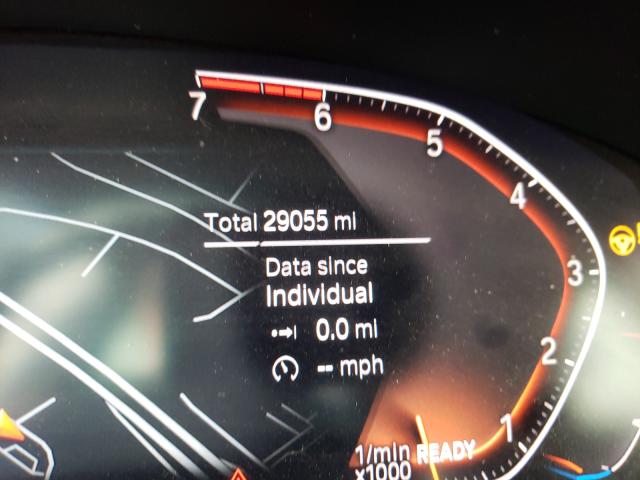 7
6
5
4
Total 29055 mi
Data since
3
Individual
0.0 mi
2
-- mph
1
1/min READY
x1000